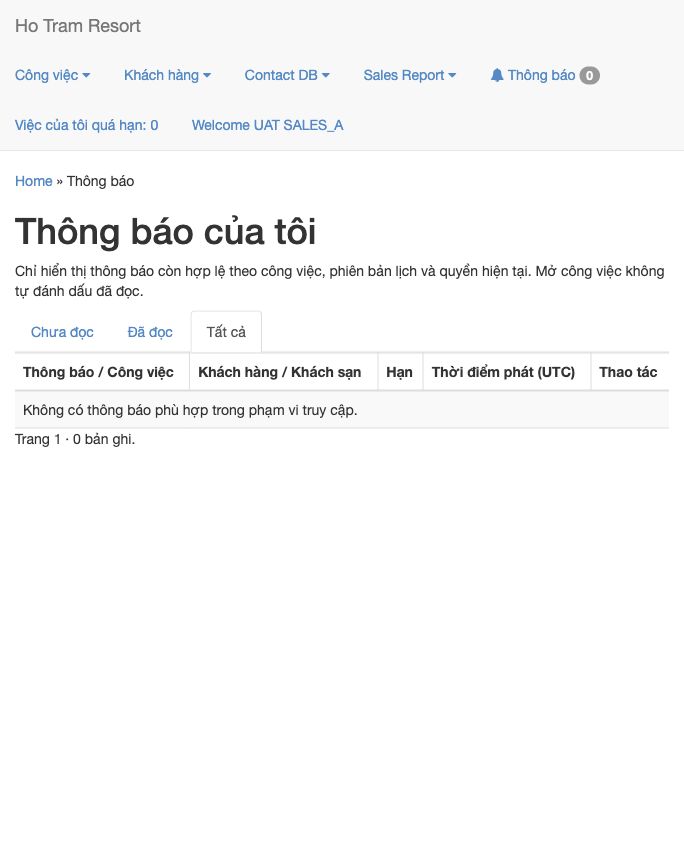 Ho Tram Resort
Công việc Khách hàng Contact DB Sales Report Thông báo 0
Việc của tôi quá hạn: 0 Welcome UAT SALES_A
Home » Thông báo
Thông báo của tôi
Chỉ hiển thị thông báo còn hợp lệ theo công việc, phiên bản lịch và quyền hiện tại. Mở công việc không
tự đánh dấu đã đọc.
Chưa đọc Đã đọc Tất cả
Thông báo / Công việc Khách hàng / Khách sạn Hạn Thời điểm phát (UTC) Thao tác
Không có thông báo phù hợp trong phạm vi truy cập.
Trang 1 · 0 bản ghi.